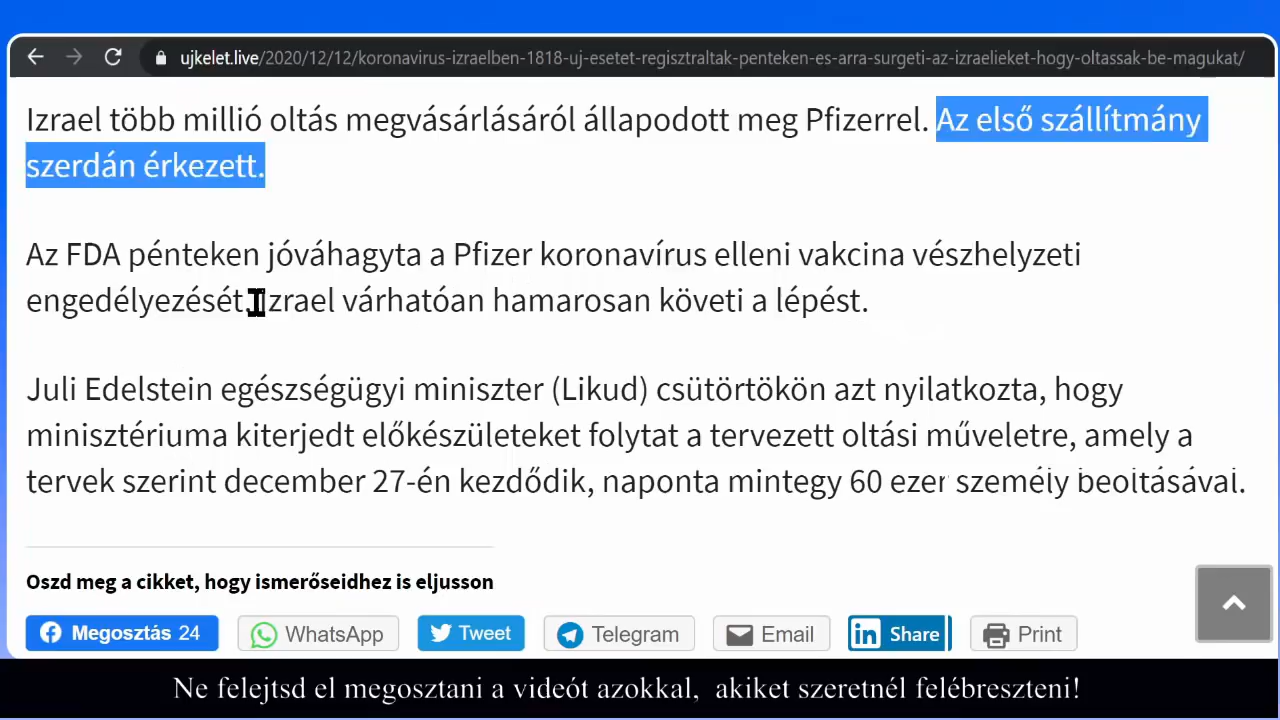 ujkelet.live/2020/12/12/koronavirus-izraelben-1818-uj-esetet-regisztraltak-penteken-es-arra-surgeti-az-izraelieket-hogy-oltassak-be-magukat/
Izrael több millió oltás megvásárlásáról állapodott meg Pfizerrel. Az első szállítmány
szerdán érkezett.
Az FDA pénteken jóváhagyta a Pfizer koronavírus elleni vakcina vészhelyzeti
engedélyezését. Izrael várhatóan hamarosan követi a lépést.
Juli Edelstein egészségügyi miniszter (Likud) csütörtökön azt nyilatkozta, hogy
minisztériuma kiterjedt előkészületeket folytat a tervezett oltási műveletre, amely a
tervek szerint december 27-én kezdődik, naponta mintegy 60 ezer személy beoltásával.
Oszd meg a cikket, hogy ismerőseidhez is eljusson
Megosztás 24 WhatsApp Tweet Telegram Email Share Print
Ne felejtsd el megosztani a videót azokkal, akiket szeretnél felébreszteni!